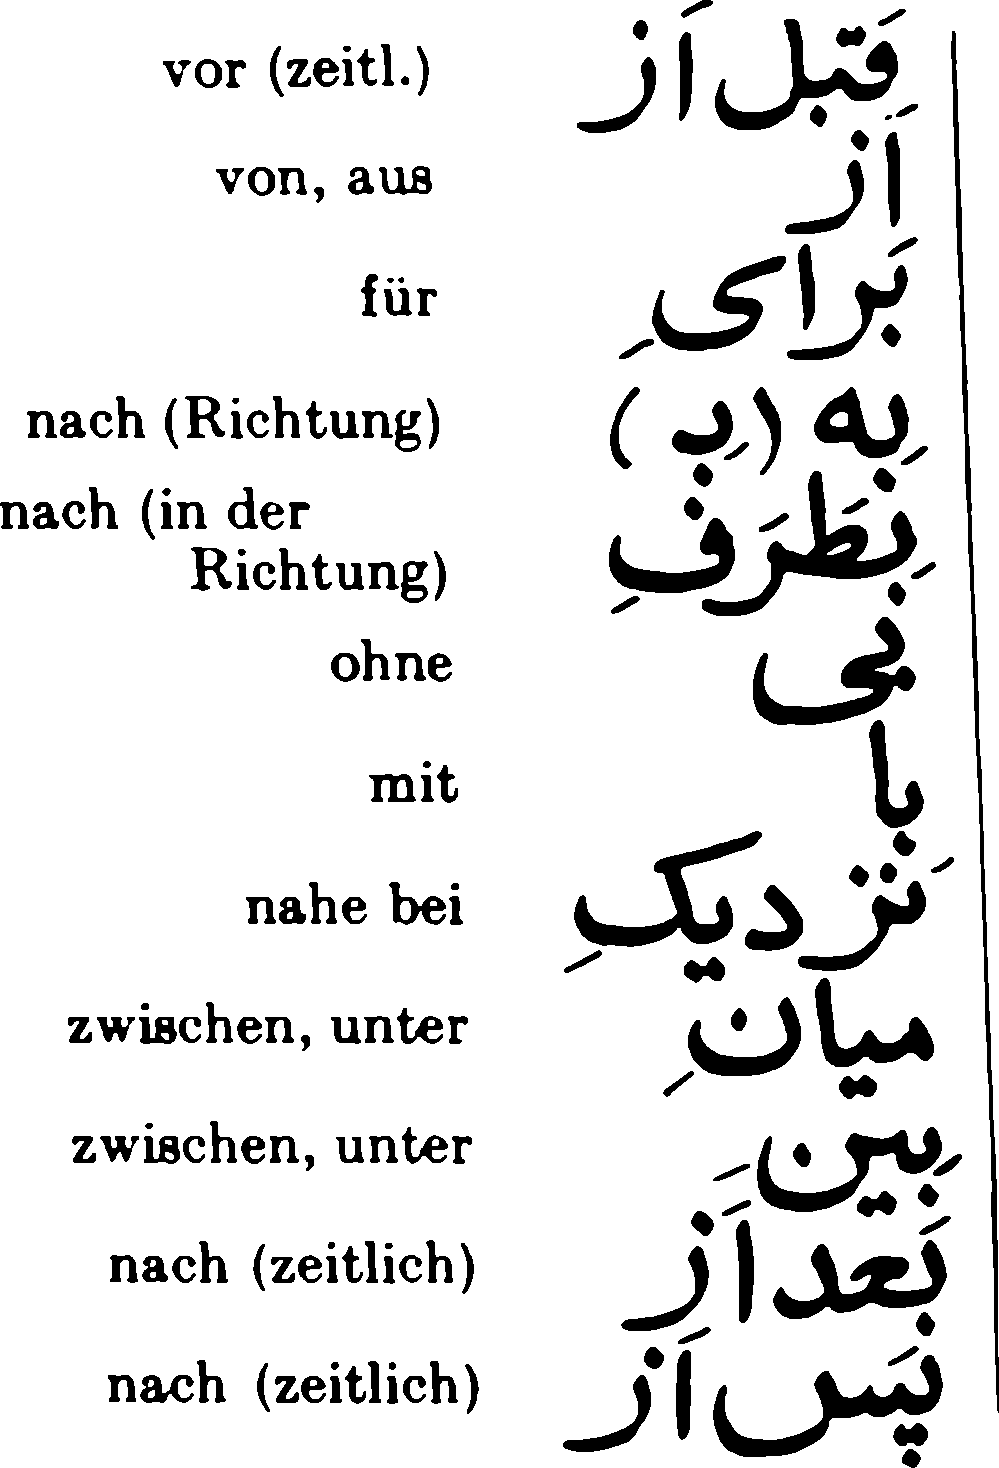 vor (zeitl.) قَبل اَز
von, aus اَز
für بَرایِ
nach (Richtung) بِه (بِ)
nach (in der
Richtung) بِطَرَفِ
ohne بی
mit با
nahe bei نَزدیکِ
zwischen, unter میانِ
zwischen, unter بِین
nach (zeitlich) بَعد اَز
nach (zeitlich) پَس اَز